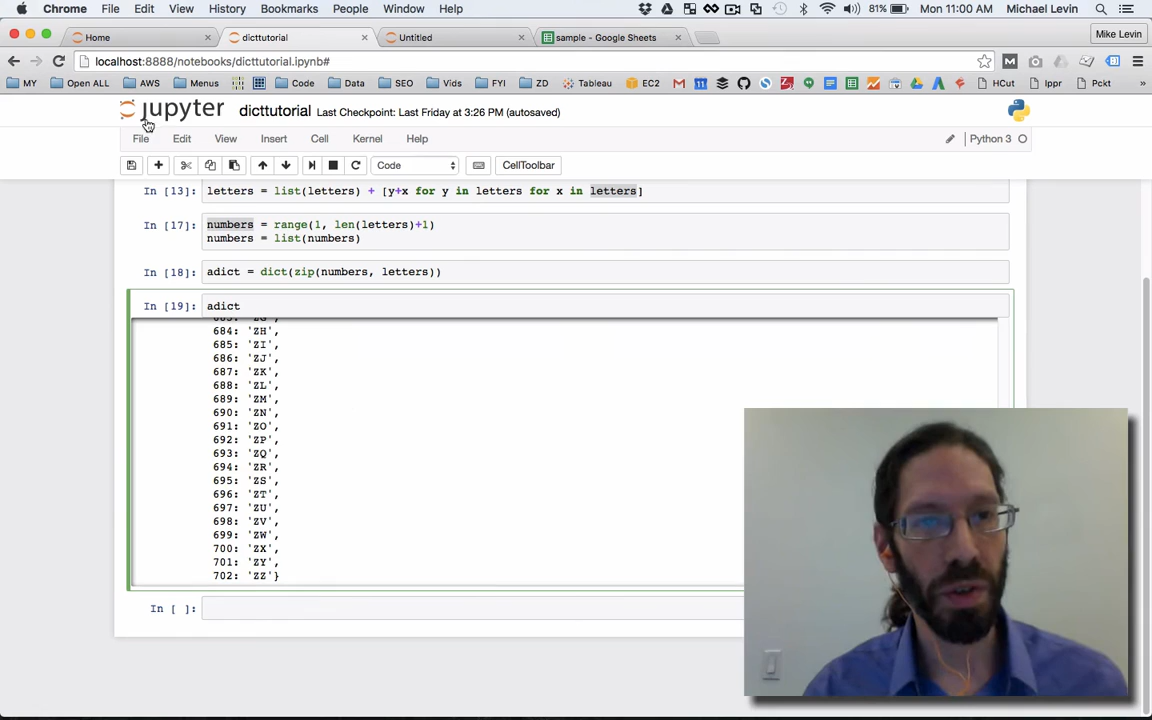 Chrome File Edit View History Bookmarks People Window Help 81% Mon 11:00 AM Michael Levin
Home dicttutorial Untitled sample - Google Sheets Mike Levin
localhost:8888/notebooks/dicttutorial.ipynb#
MY Open ALL AWS Menus Code Data SEO Vids FYI ZD Tableau EC2 HCut Ippr Pckt »
jupyter dicttutorial Last Checkpoint: Last Friday at 3:26 PM (autosaved)
File Edit View Insert Cell Kernel Help Python 3
Code CellToolbar
In [13]: letters = list(letters) + [y+x for y in letters for x in letters]
In [17]: numbers = range(1, len(letters)+1)
numbers = list(numbers)
In [18]: adict = dict(zip(numbers, letters))
In [19]: adict
683: 'ZG',
684: 'ZH',
685: 'ZI',
686: 'ZJ',
687: 'ZK',
688: 'ZL',
689: 'ZM',
690: 'ZN',
691: 'ZO',
692: 'ZP',
693: 'ZQ',
694: 'ZR',
695: 'ZS',
696: 'ZT',
697: 'ZU',
698: 'ZV',
699: 'ZW',
700: 'ZX',
701: 'ZY',
702: 'ZZ'}
In [ ]: